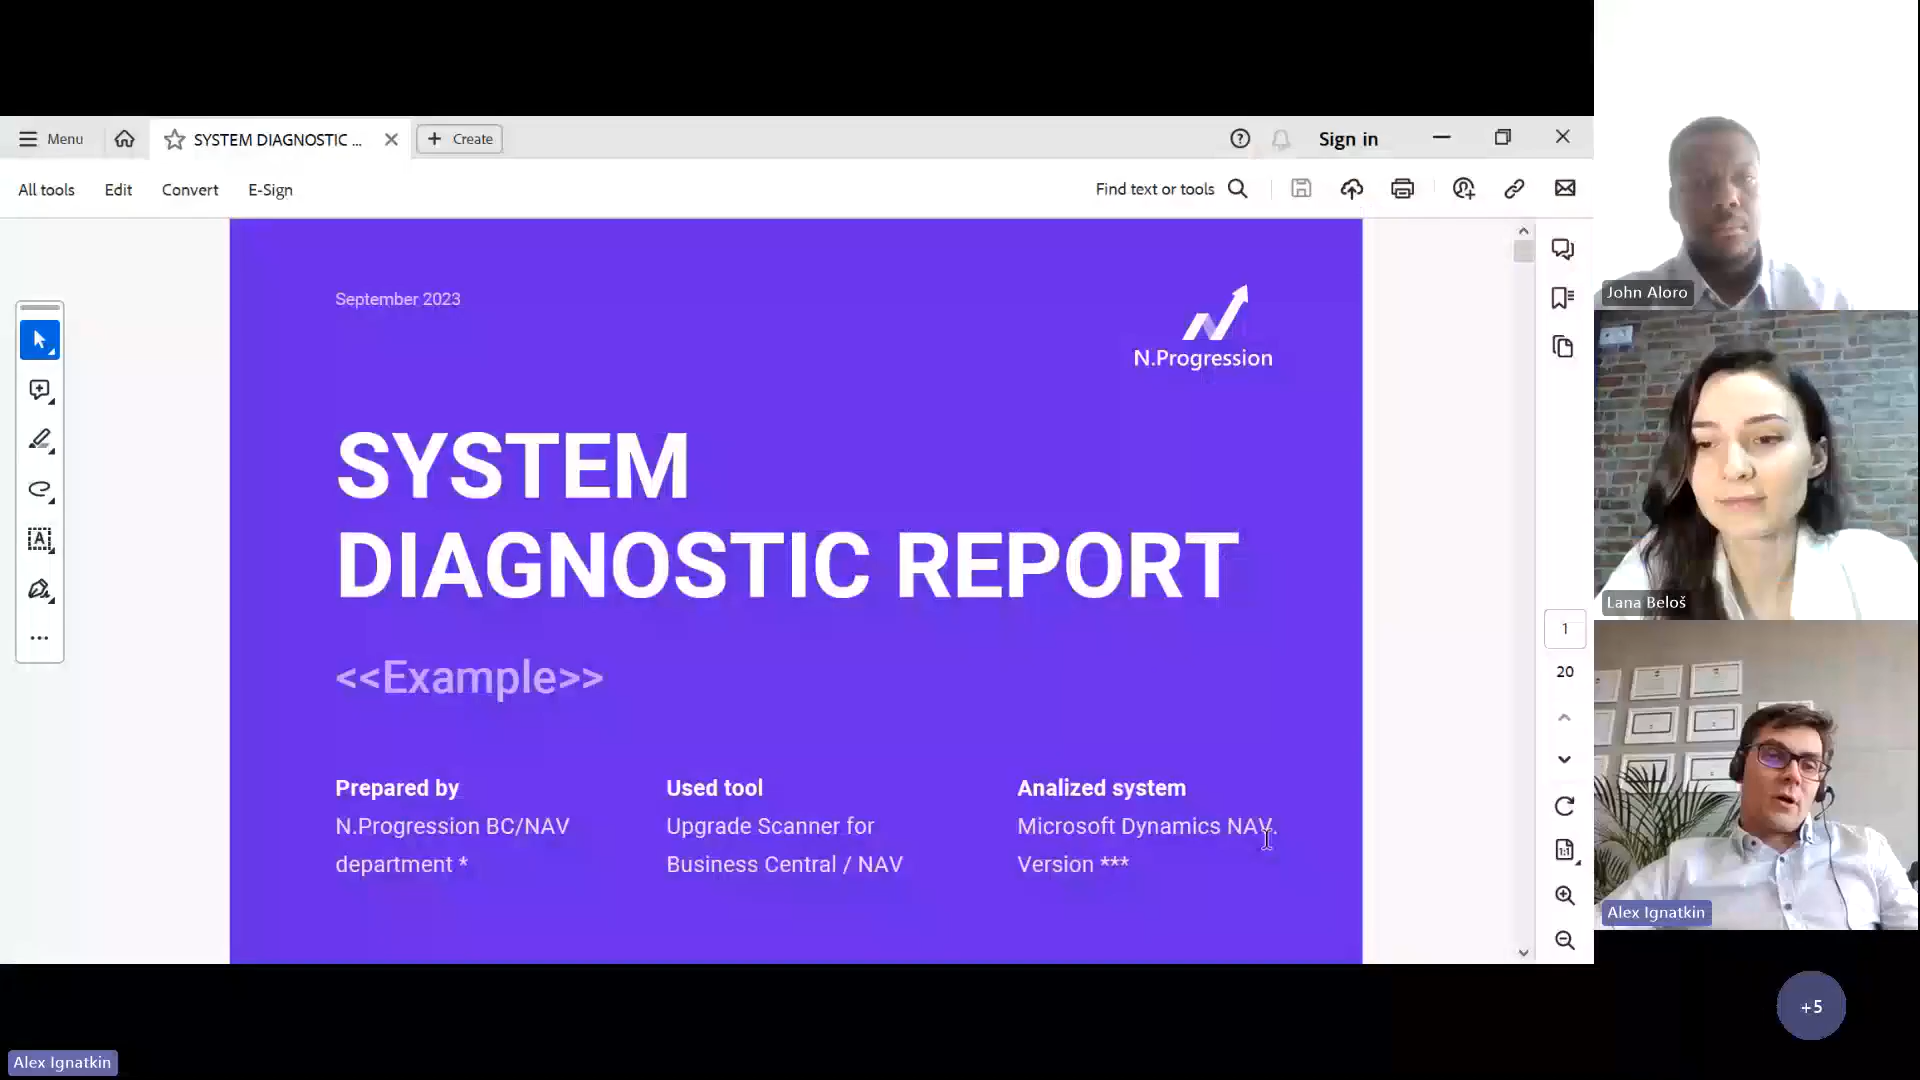 Menu
SYSTEM DIAGNOSTIC ...
Create
Sign in
All tools
Edit
Convert
E-Sign
Find text or tools
September 2023
N.Progression
SYSTEM
DIAGNOSTIC REPORT
<<Example>>
Prepared by
N.Progression BC/NAV
department *
Used tool
Upgrade Scanner for
Business Central / NAV
Analized system
Microsoft Dynamics NAV.
Version ***
1
20
1:1
John Aloro
Lana Beloš
Alex Ignatkin
+5
Alex Ignatkin